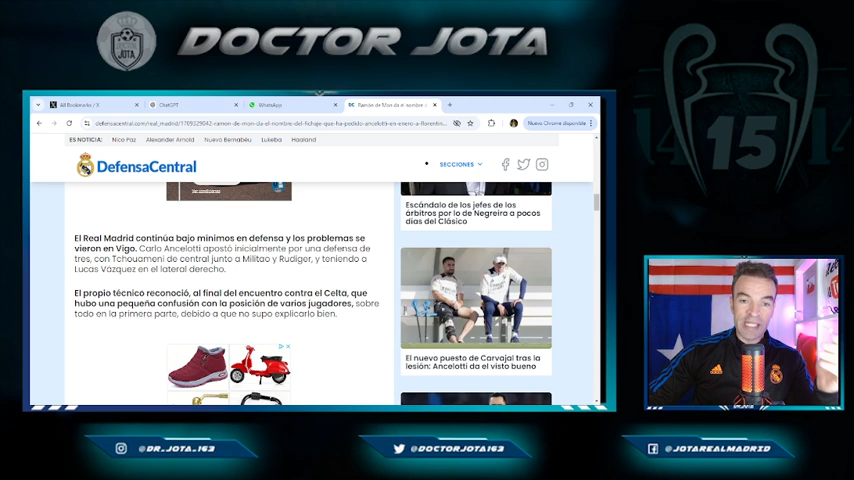 DOCTOR
JOTA
DOCTOR JOTA
15
All Bookmarks / X
ChatGPT
WhatsApp
Ramón de Mon da el nombre
Nuevo Chrome disponible
ES NOTICIA:
Nico Paz
Alexander Arnold
Nuevo Bernabéu
Lukeba
Haaland
DefensaCentral
SECCIONES
El Real Madrid continúa bajo mínimos en defensa y los problemas se
vieron en Vigo. Carlo Ancelotti apostó inicialmente por una defensa de
tres, con Tchouameni de central junto a Militao y Rudiger, y teniendo a
Lucas Vázquez en el lateral derecho.
El propio técnico reconoció, al final del encuentro contra el Celta, que
hubo una pequeña confusión con la posición de varios jugadores, sobre
todo en la primera parte, debido a que no supo explicarlo bien.
Escándalo de los jefes de los
árbitros por lo de Negreira a pocos
días del Clásico
El nuevo puesto de Carvajal tras la
lesión: Ancelotti da el visto bueno
@DR_JOTA_163
@DOCTORJOTA163
@JOTAREALMADRID